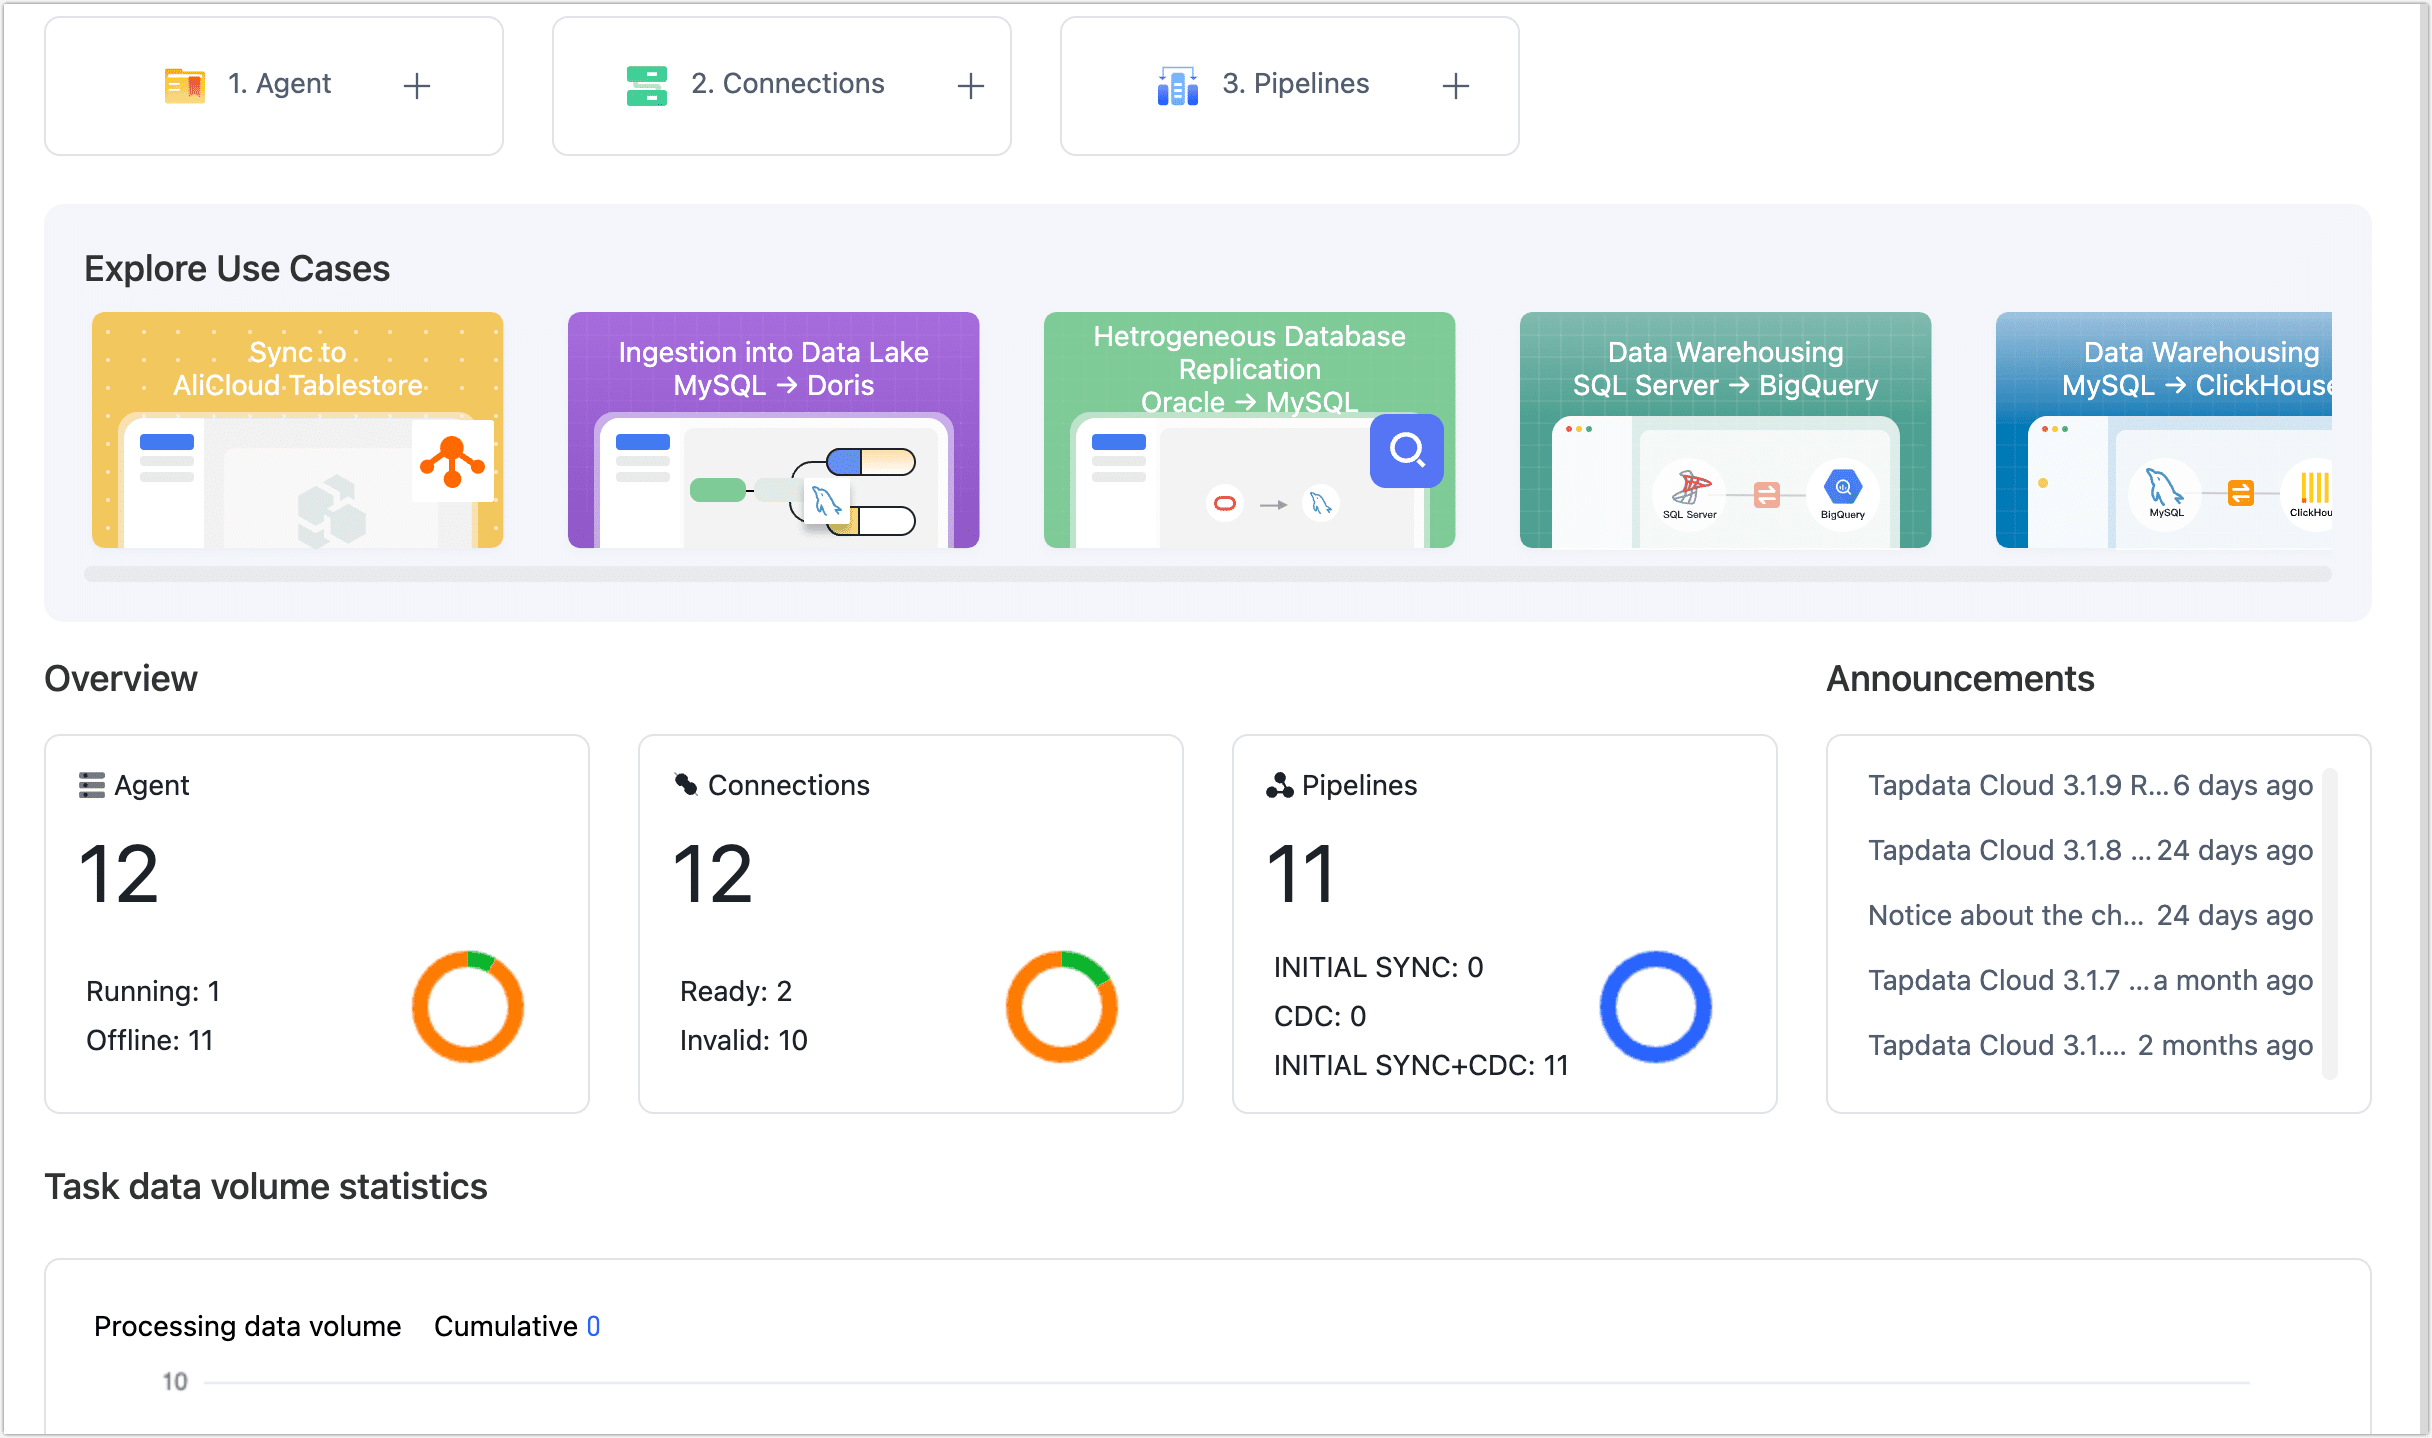 1. Agent
2. Connections
3. Pipelines
Explore Use Cases
Sync to
AliCloud Tablestore
Ingestion into Data Lake
MySQL → Doris
Hetrogeneous Database
Replication
Oracle → MySQL
Data Warehousing
SQL Server → BigQuery
SQL Server
BigQuery
Data Warehousing
MySQL → ClickHouse
MySQL
ClickHou
Overview
Announcements
Agent
12
Running: 1
Offline: 11
Connections
12
Ready: 2
Invalid: 10
Pipelines
11
INITIAL SYNC: 0
CDC: 0
INITIAL SYNC+CDC: 11
Tapdata Cloud 3.1.9 R... 6 days ago
Tapdata Cloud 3.1.8 ... 24 days ago
Notice about the ch... 24 days ago
Tapdata Cloud 3.1.7 ... a month ago
Tapdata Cloud 3.1.... 2 months ago
Task data volume statistics
Processing data volume Cumulative 0
10